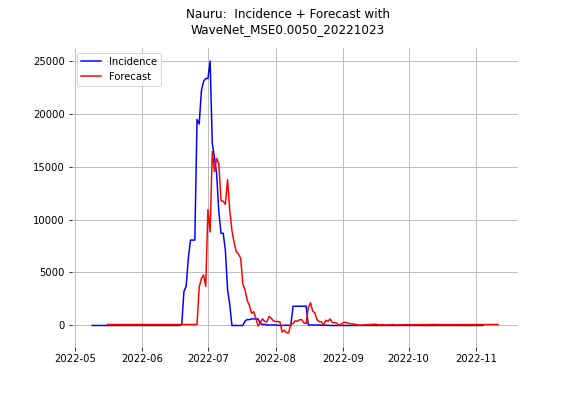 Nauru:  Incidence + Forecast with
WaveNet_MSE0.0050_20221023
Incidence
Forecast
25000
20000
15000
10000
5000
0
2022-05 2022-06 2022-07 2022-08 2022-09 2022-10 2022-11